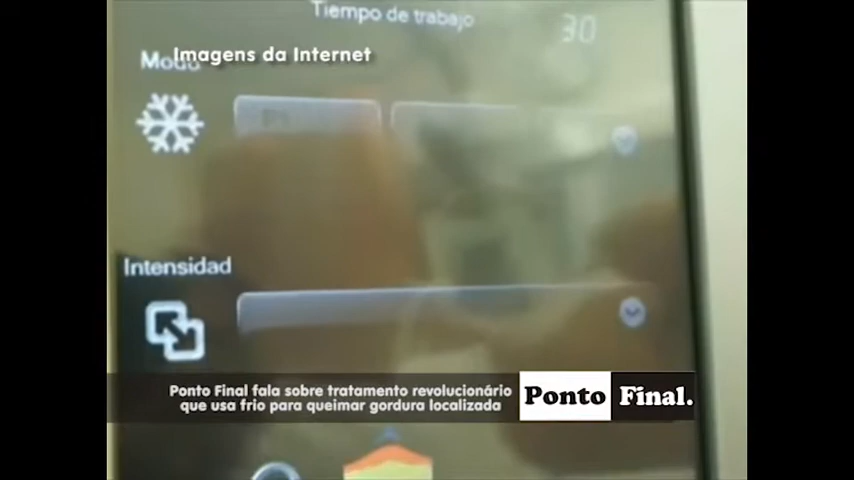 Tiempo de trabajo
30
Imagens da Internet
Modo
Intensidad
Ponto Final fala sobre tratamento revolucionário
que usa frio para queimar gordura localizada
Ponto Final.